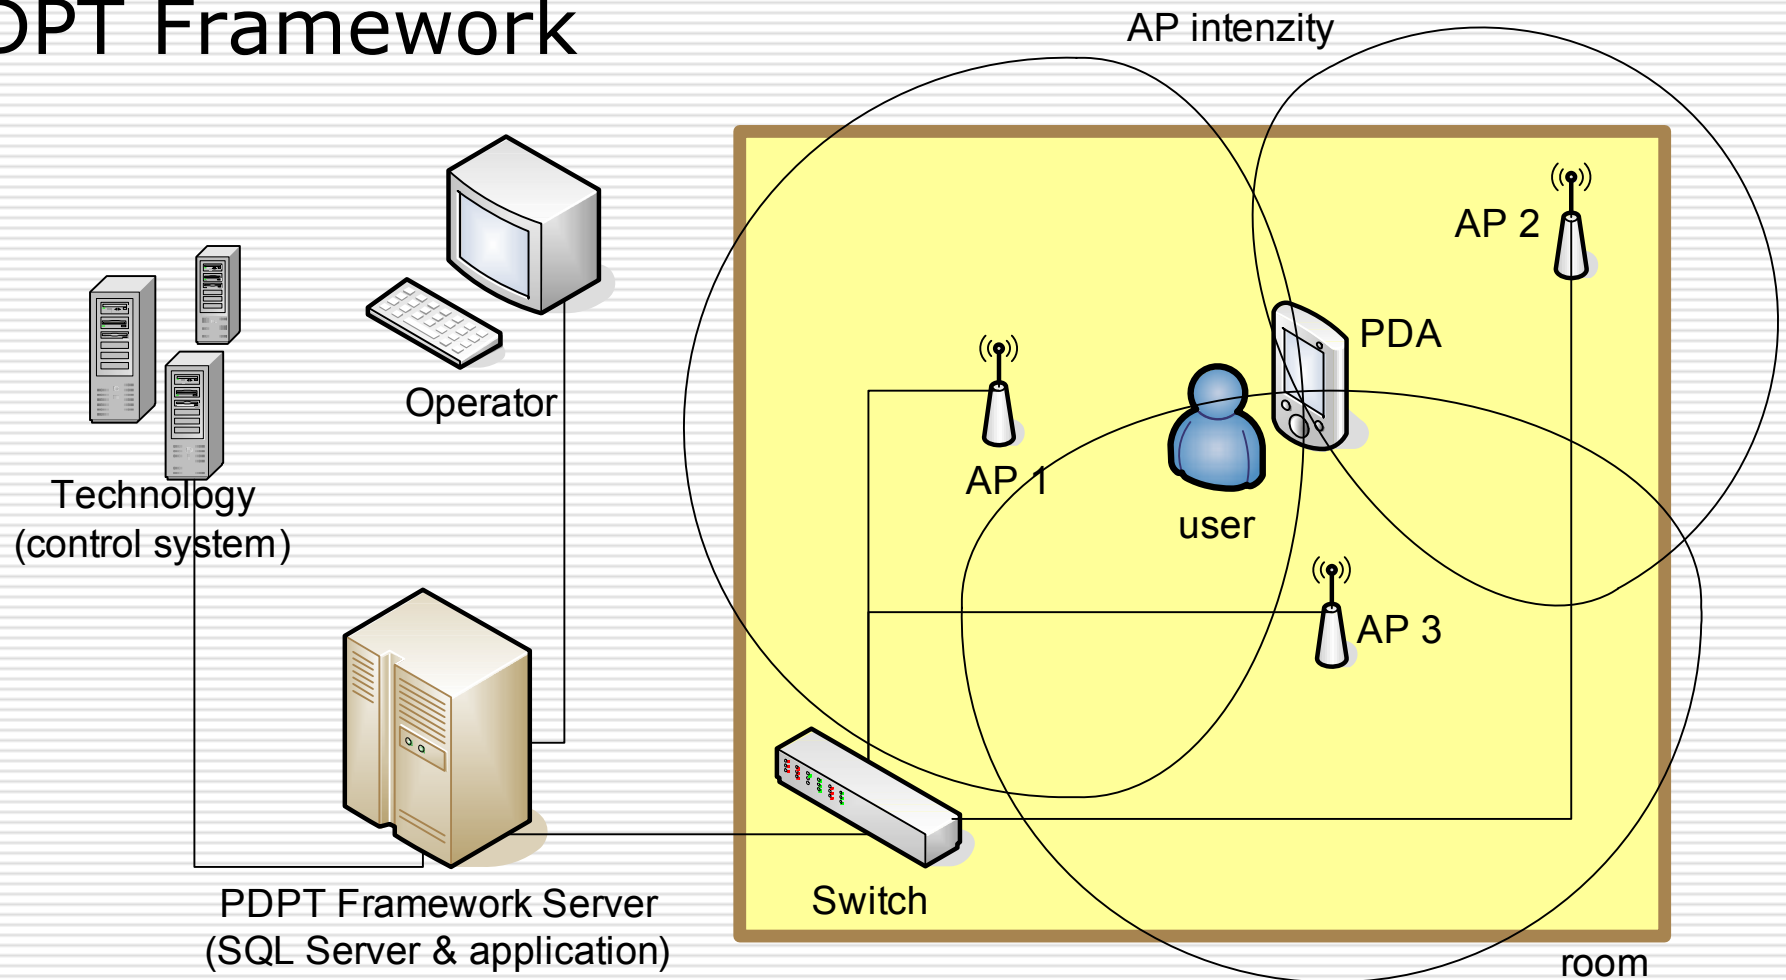 DPT Framework
AP intenzity
AP 2
PDA
Operator
AP 1
Technology
(control system)
user
AP 3
PDPT Framework Server
(SQL Server & application)
Switch
room